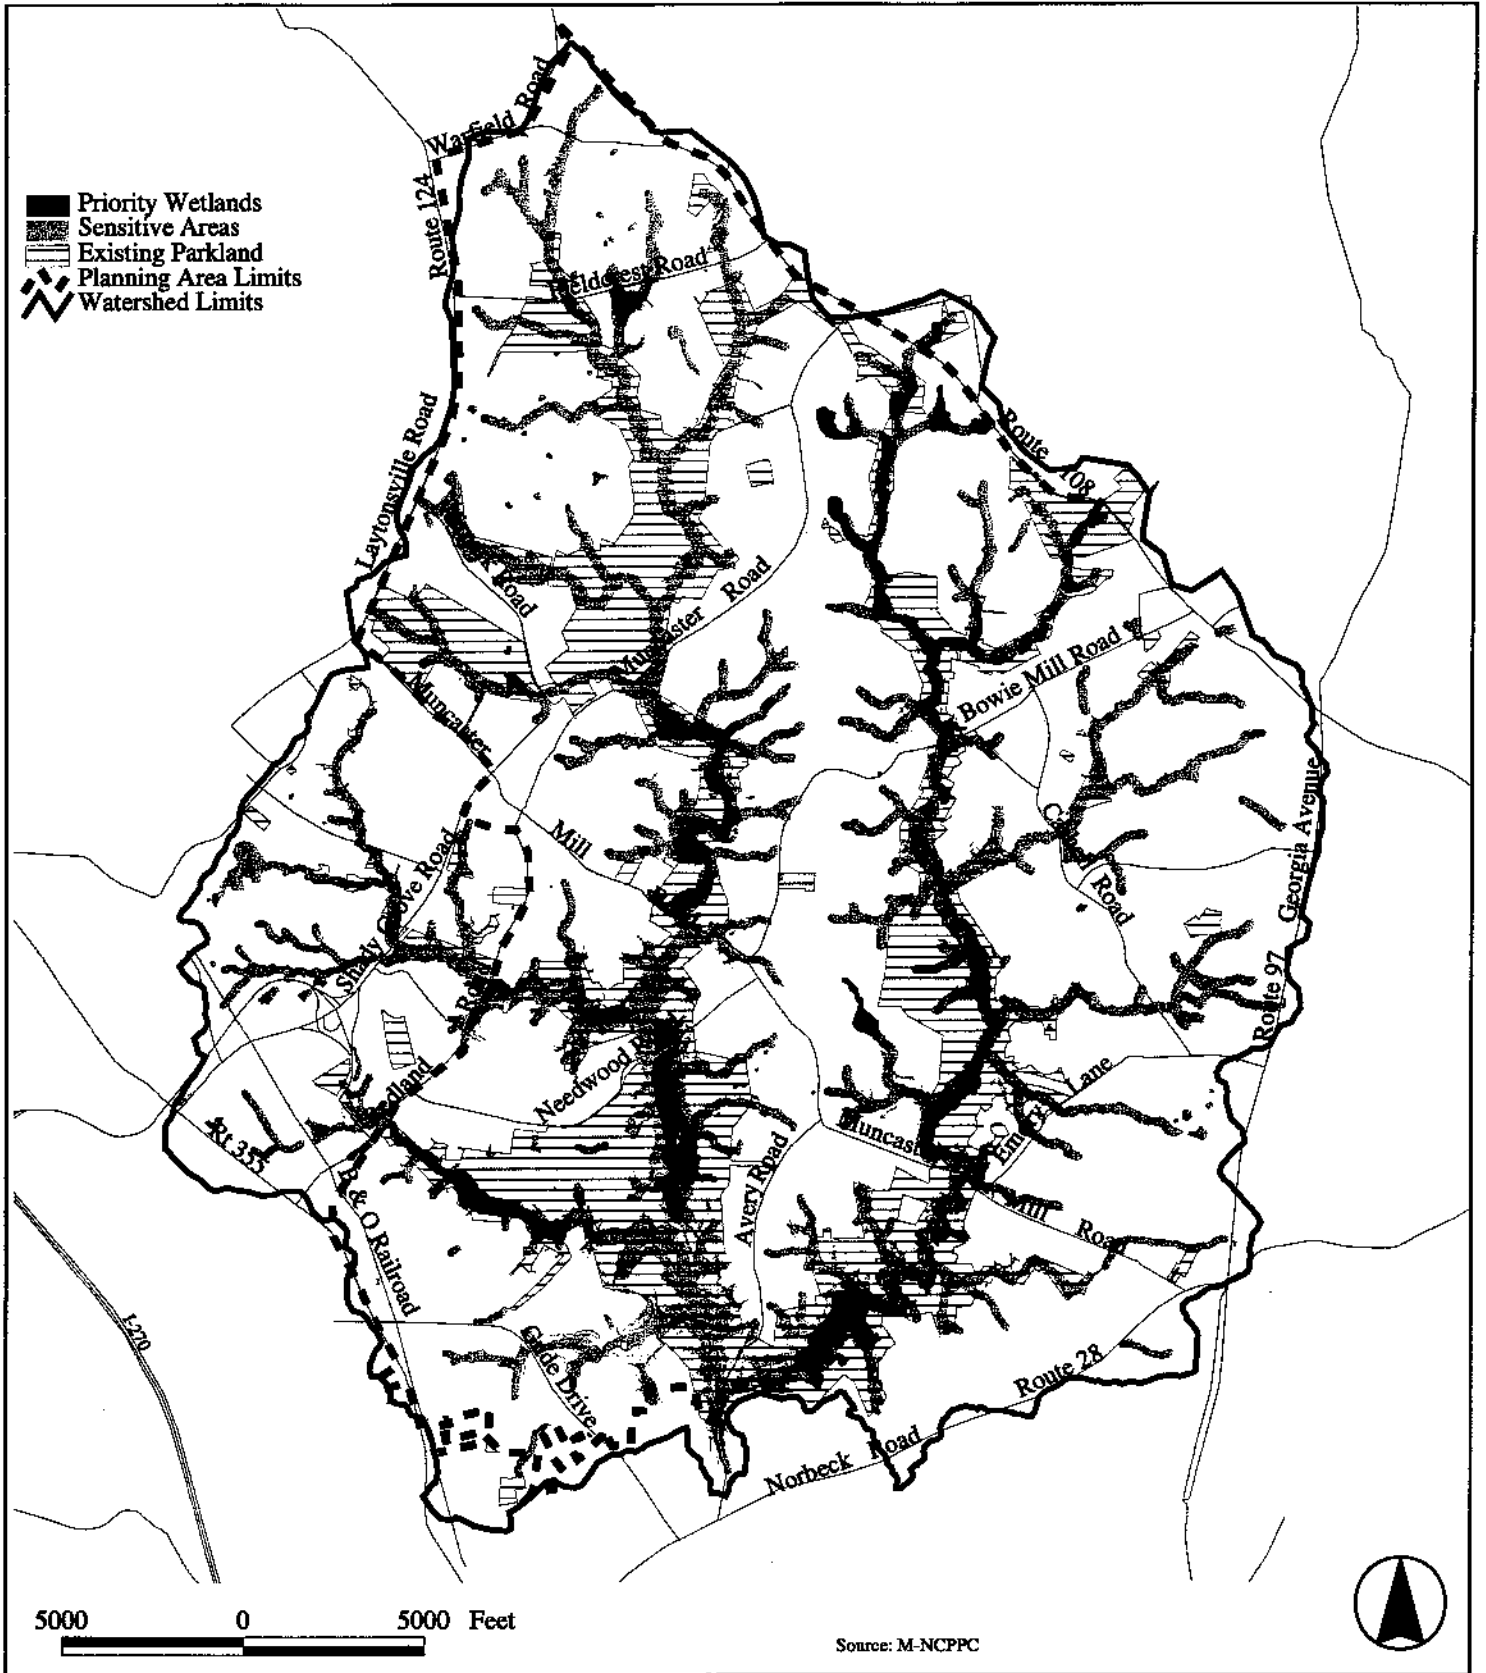 Warfield Road
Route 124
Priority Wetlands
Sensitive Areas
Existing Parkland
Planning Area Limits
Watershed Limits
Fieldcrest Road
Laytonsville Road
Route 108
Road
Muncaster Road
Bowie Mill Road
Muncaster
Mill
Georgia Avenue
Shady Grove Road
Road
Road
Route 97
Needwood
Lane
Rt 355
Avery Road
Mill Road
B & O Railroad
I-270
Gude Drive
Route 28
Norbeck Road
5000 0 5000 Feet
Source: M-NCPPC